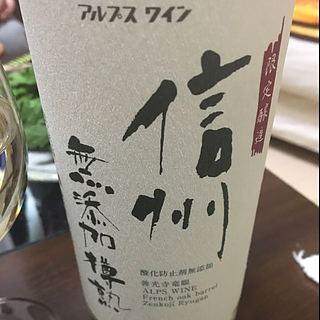 アルプス ワイン
限定醸造
信州
無添加樽熟
酸化防止剤無添加
善光寺竜眼
ALPS WINE
French oak barrel
Zenkoji Ryugan